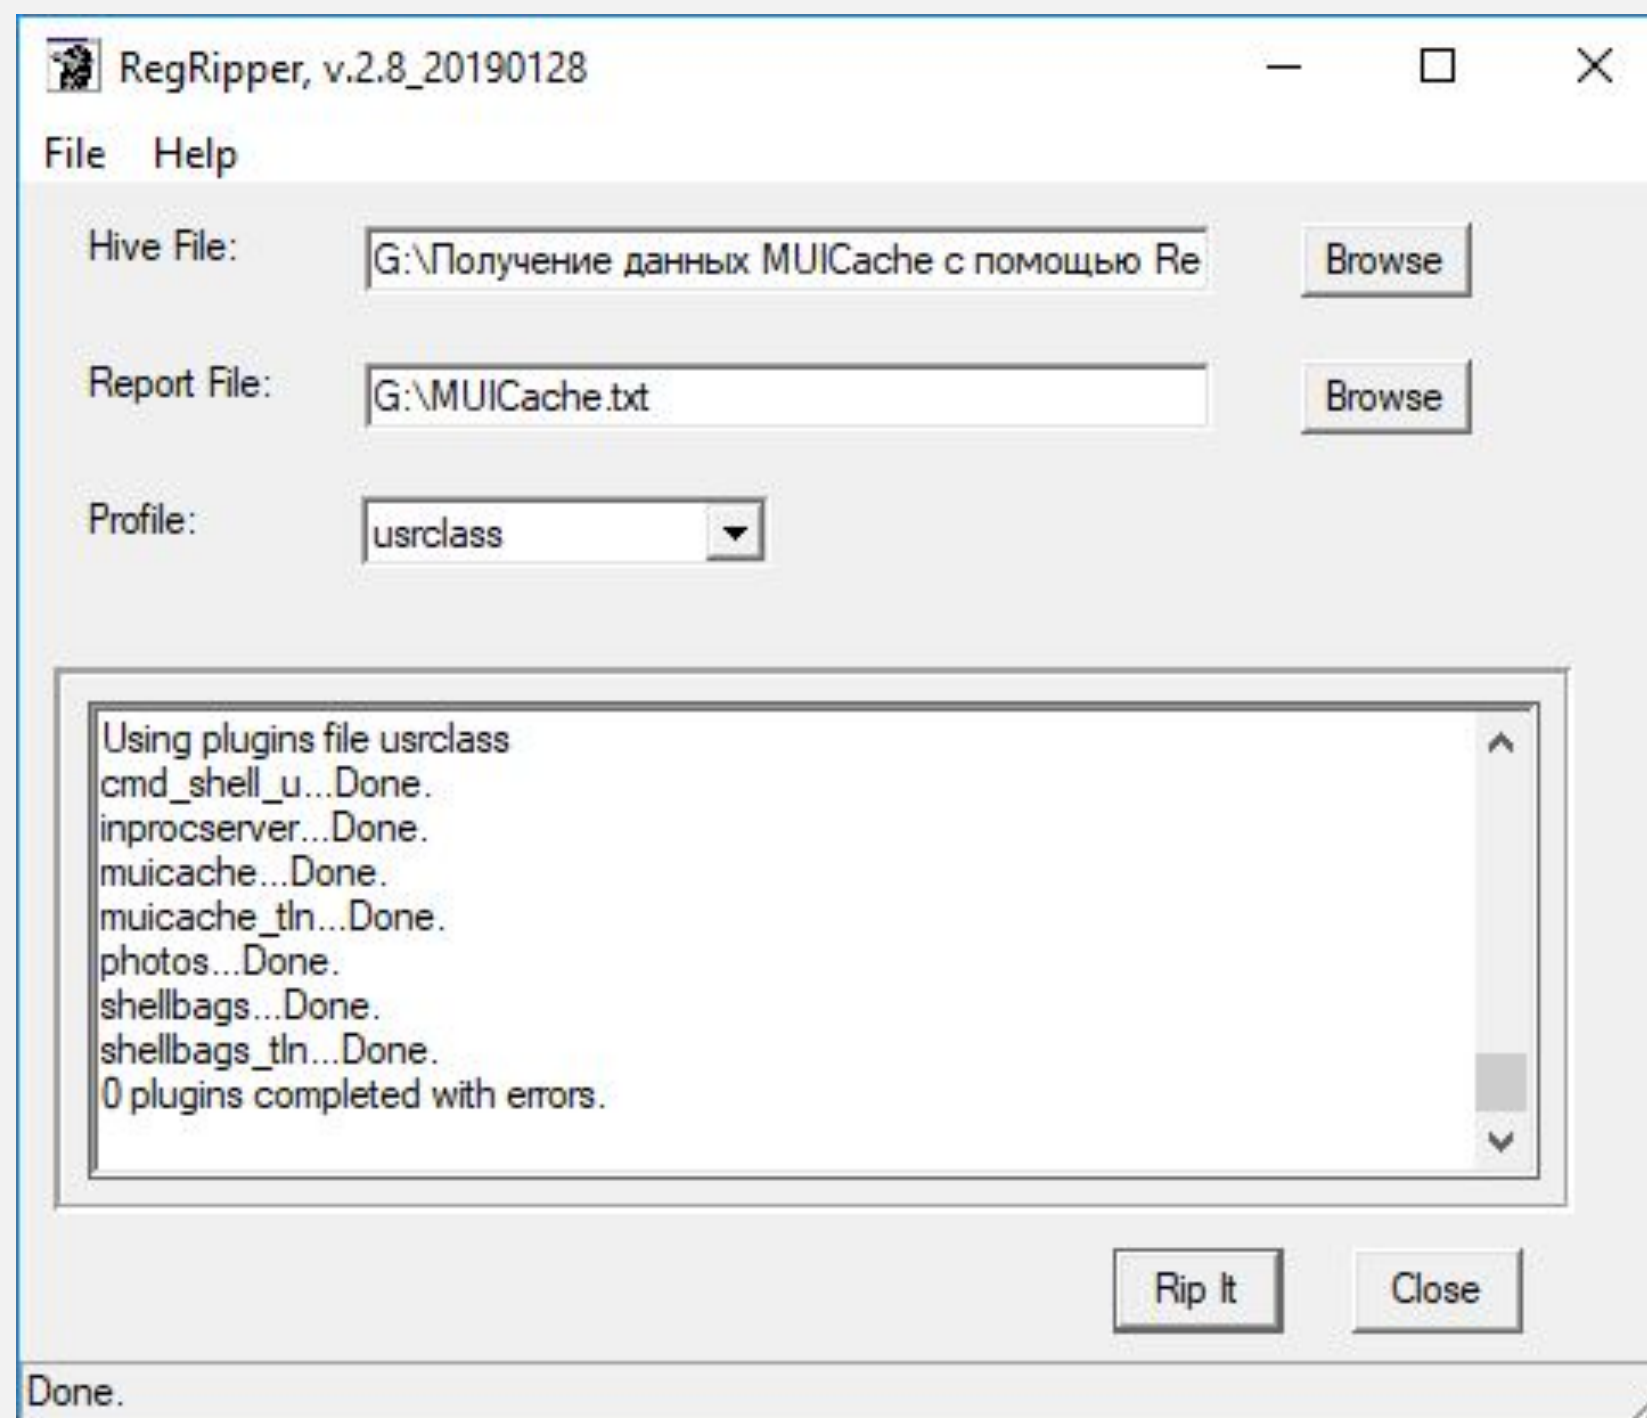 RegRipper, v.2.8_20190128
File Help
Hive File: G:\Получение данных MUICache с помощью Re Browse
Report File: G:\MUICache.txt Browse
Profile: usrclass
Using plugins file usrclass
cmd_shell_u...Done.
inprocserver...Done.
muicache...Done.
muicache_tln...Done.
photos...Done.
shellbags...Done.
shellbags_tln...Done.
0 plugins completed with errors.
Rip It Close
Done.